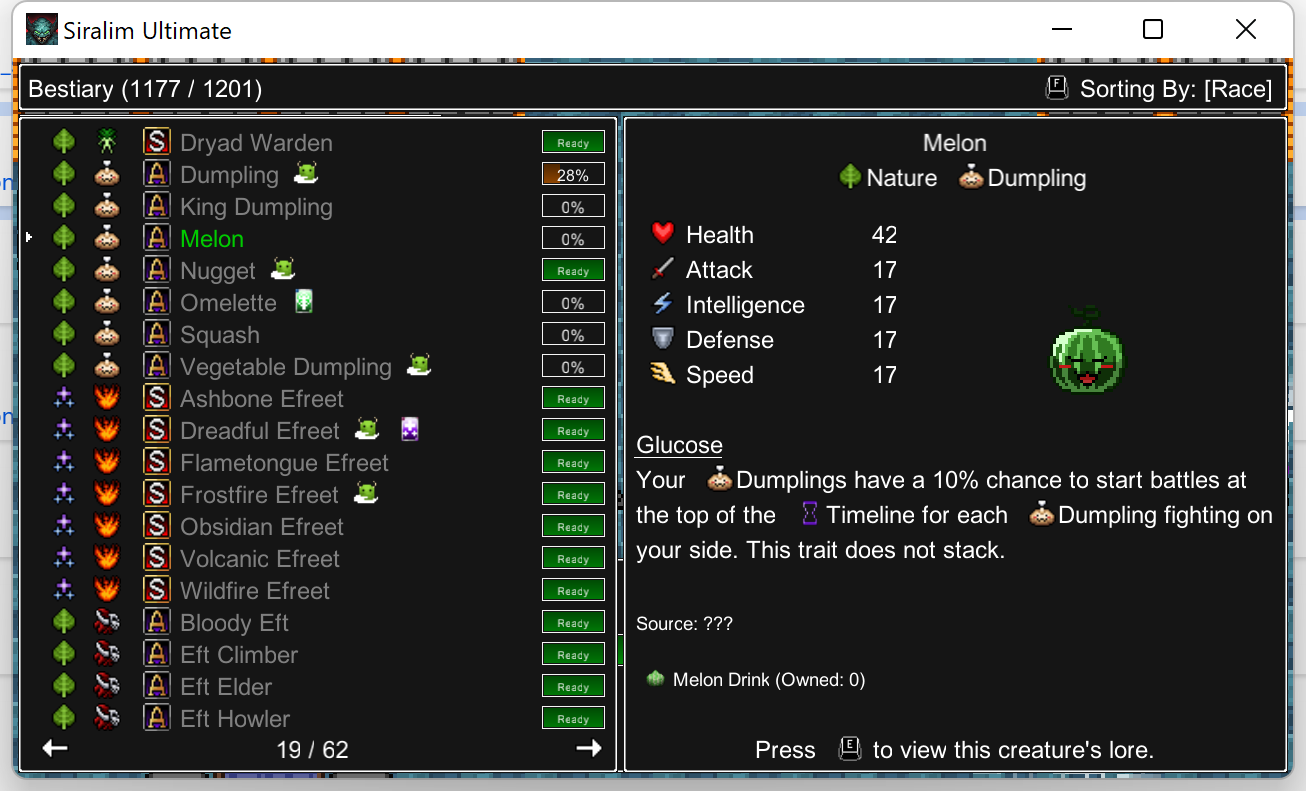 Siralim Ultimate
Bestiary (1177 / 1201)
F Sorting By: [Race]
S Dryad Warden Ready
A Dumpling 28%
A King Dumpling 0%
A Melon 0%
A Nugget Ready
A Omelette 0%
A Squash 0%
A Vegetable Dumpling 0%
S Ashbone Efreet Ready
S Dreadful Efreet Ready
S Flametongue Efreet Ready
S Frostfire Efreet Ready
S Obsidian Efreet Ready
S Volcanic Efreet Ready
S Wildfire Efreet Ready
A Bloody Eft Ready
A Eft Climber Ready
A Eft Elder Ready
A Eft Howler Ready
19 / 62
Melon
Nature Dumpling
Health 42
Attack 17
Intelligence 17
Defense 17
Speed 17
Glucose
Your Dumplings have a 10% chance to start battles at
the top of the Timeline for each Dumpling fighting on
your side. This trait does not stack.
Source: ???
Melon Drink (Owned: 0)
Press E to view this creature's lore.